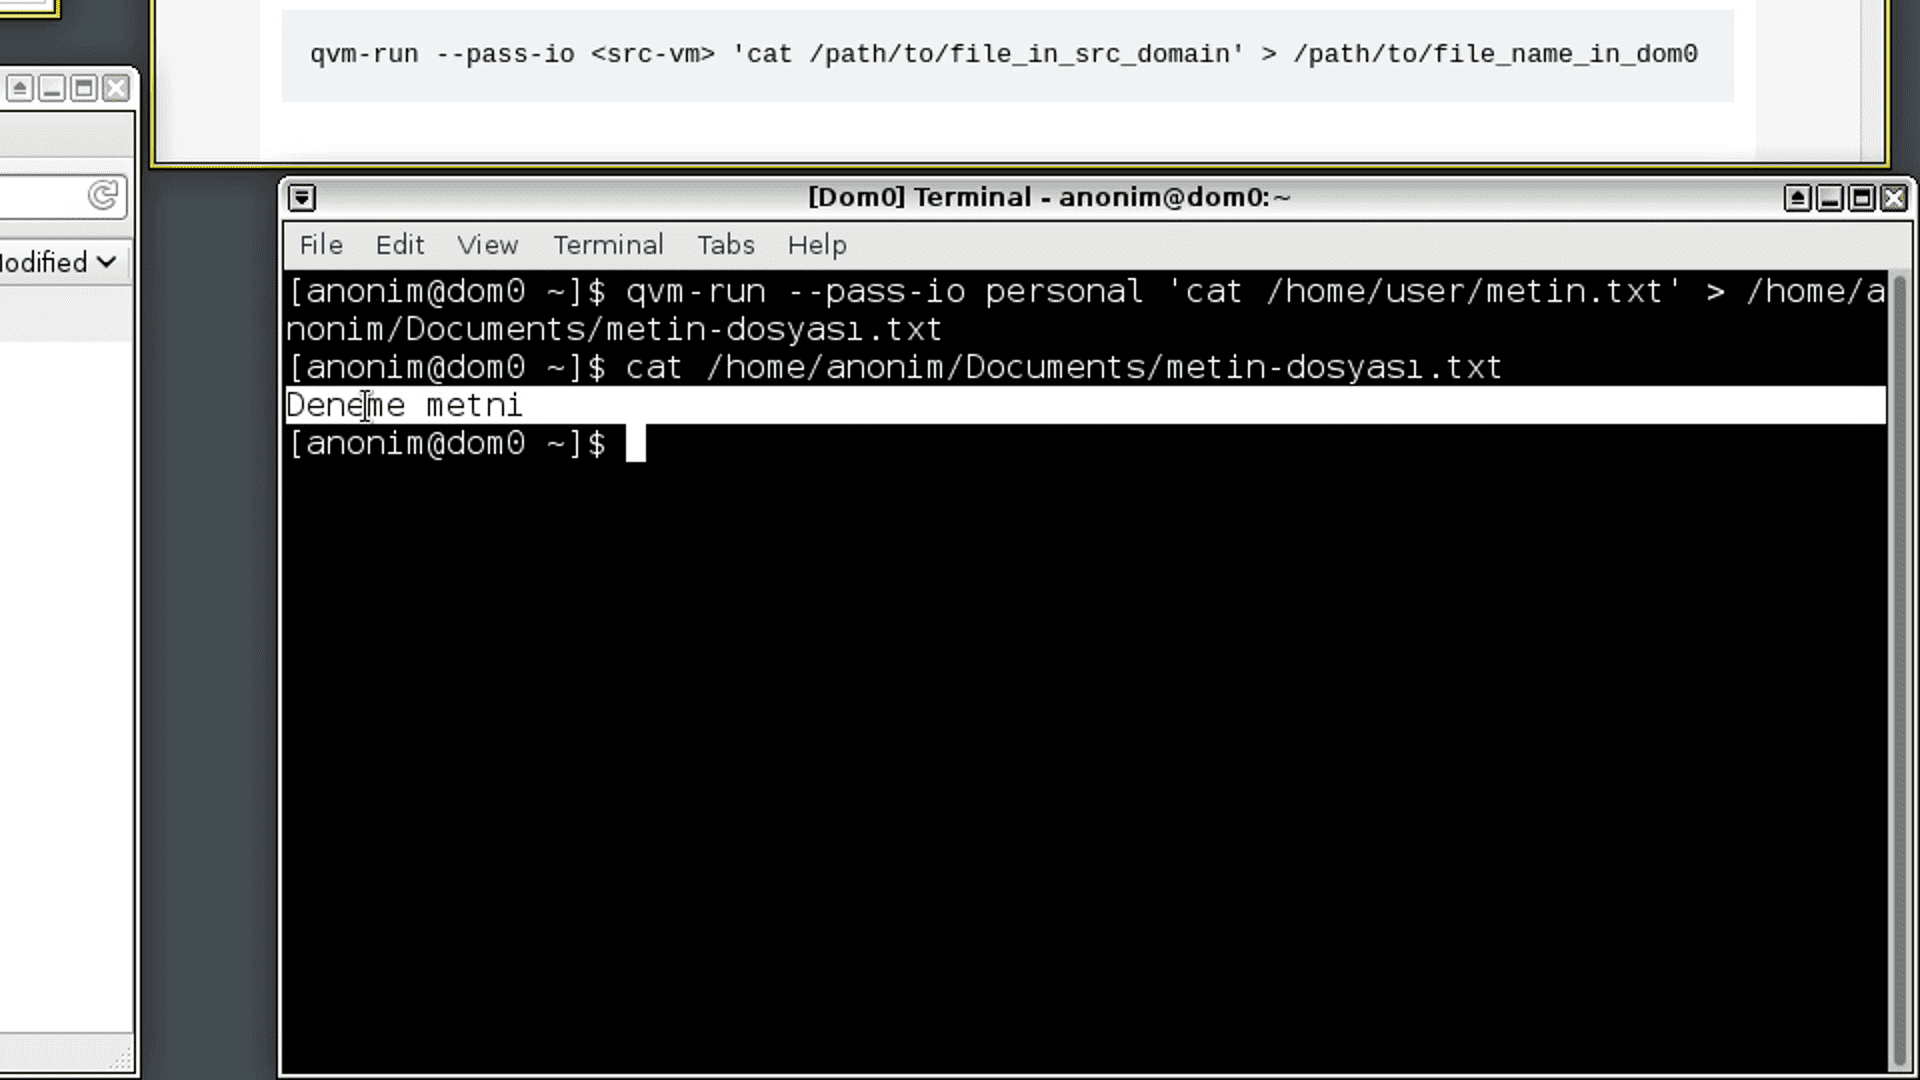 qvm-run --pass-io <src-vm> 'cat /path/to/file_in_src_domain' > /path/to/file_name_in_dom0
[Dom0] Terminal - anonim@dom0:~
File Edit View Terminal Tabs Help
odified
[anonim@dom0 ~]$ qvm-run --pass-io personal 'cat /home/user/metin.txt' > /home/a
nonim/Documents/metin-dosyası.txt
[anonim@dom0 ~]$ cat /home/anonim/Documents/metin-dosyası.txt
Deneme metni
[anonim@dom0 ~]$